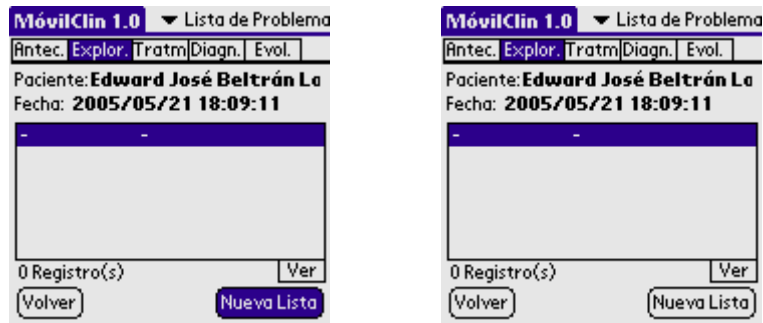 MóvilClin 1.0 Lista de Problema
Antec. Explor. Tratm Diagn. Evol.
Paciente: Edward José Beltrán Lo
Fecha: 2005/05/21 18:09:11
- -
0 Registro(s) Ver
Volver Nueva Lista
MóvilClin 1.0 Lista de Problema
Antec. Explor. Tratm Diagn. Evol.
Paciente: Edward José Beltrán Lo
Fecha: 2005/05/21 18:09:11
- -
0 Registro(s) Ver
Volver Nueva Lista